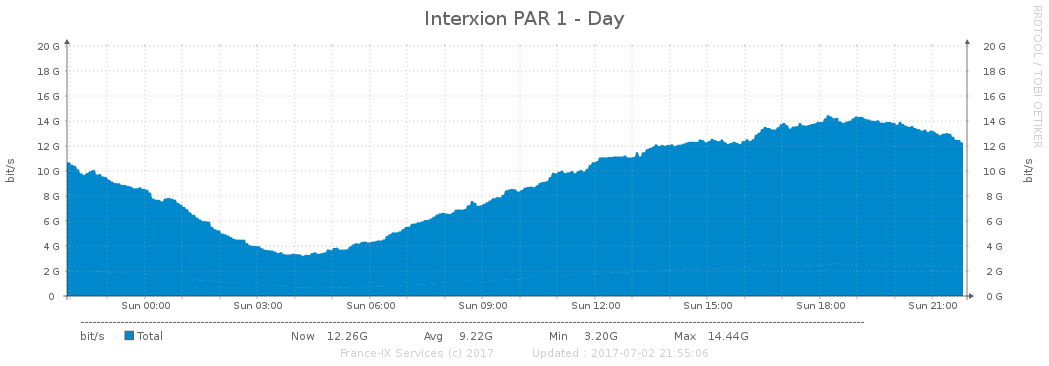 Interxion PAR 1 - Day
RRDTOOL / TOBI OETIKER
20 G 20 G
18 G 18 G
16 G 16 G
14 G 14 G
12 G 12 G
10 G 10 G
8 G 8 G
6 G 6 G
4 G 4 G
2 G 2 G
0 0 G
bit/s bit/s
Sun 00:00 Sun 03:00 Sun 06:00 Sun 09:00 Sun 12:00 Sun 15:00 Sun 18:00 Sun 21:00
bit/s Total Now 12.26G Avg 9.22G Min 3.20G Max 14.44G
France-IX Services (c) 2017 Updated : 2017-07-02 21:55:06